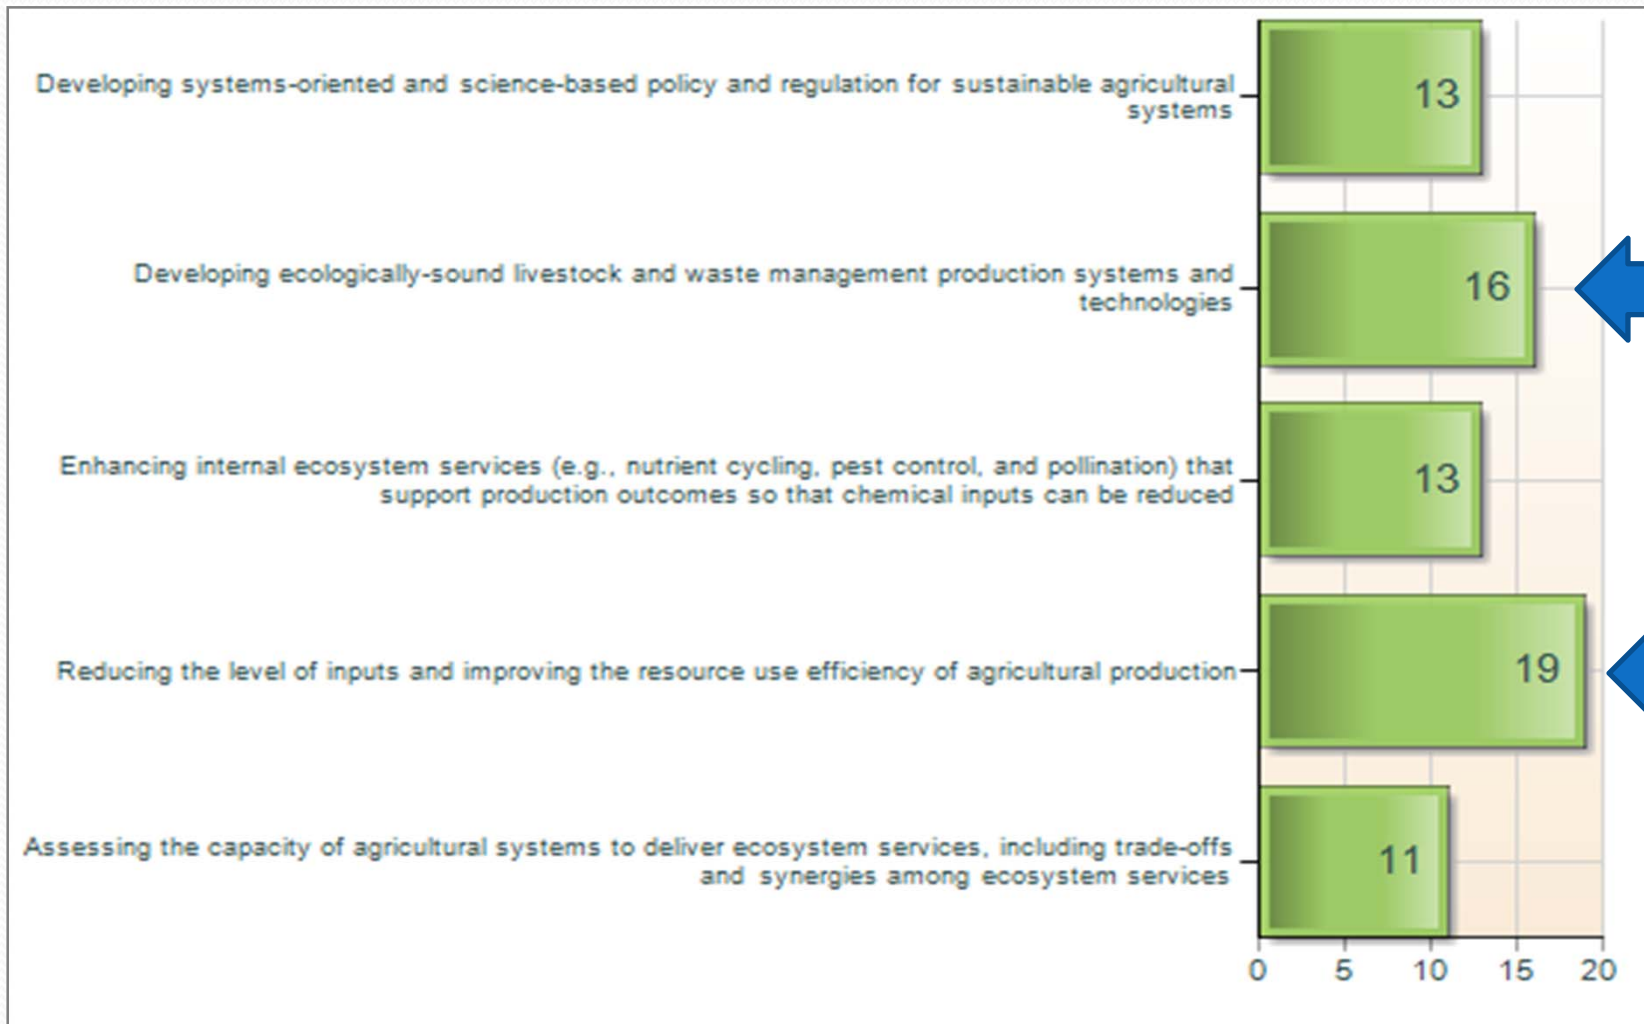 Developing systems-oriented and science-based policy and regulation for sustainable agricultural
systems
13
Developing ecologically-sound livestock and waste management production systems and
technologies
16
Enhancing internal ecosystem services (e.g., nutrient cycling, pest control, and pollination) that
support production outcomes so that chemical inputs can be reduced
13
Reducing the level of inputs and improving the resource use efficiency of agricultural production
19
Assessing the capacity of agricultural systems to deliver ecosystem services, including trade-offs
and synergies among ecosystem services
11
0 5 10 15 20